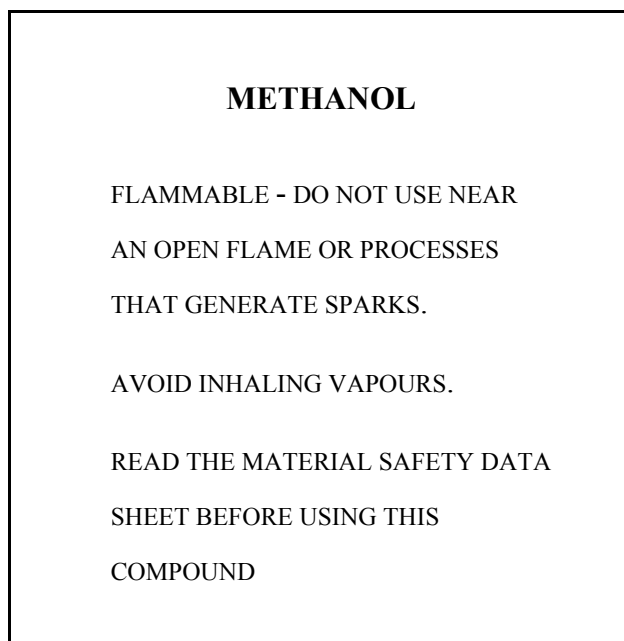 METHANOL
FLAMMABLE - DO NOT USE NEAR
AN OPEN FLAME OR PROCESSES
THAT GENERATE SPARKS.
AVOID INHALING VAPOURS.
READ THE MATERIAL SAFETY DATA
SHEET BEFORE USING THIS
COMPOUND